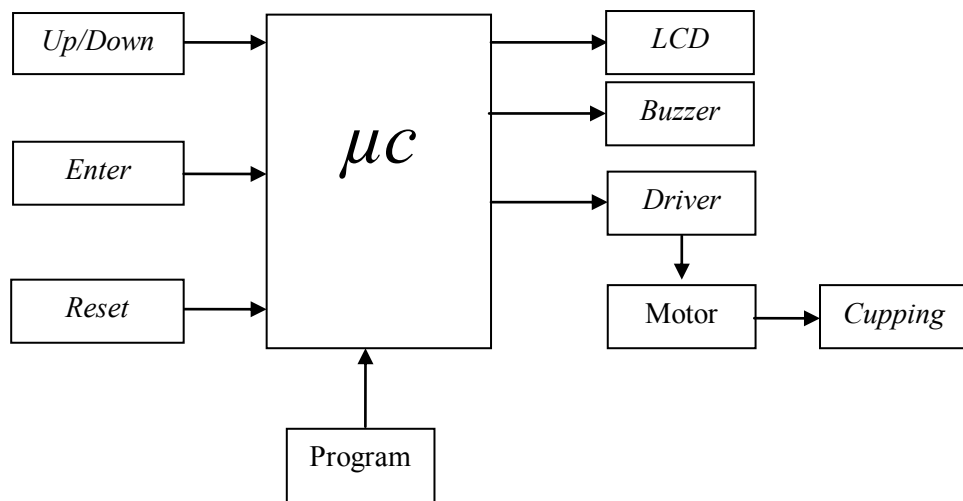 Up/Down
Enter
Reset
μc
Program
LCD
Buzzer
Driver
Motor
Cupping